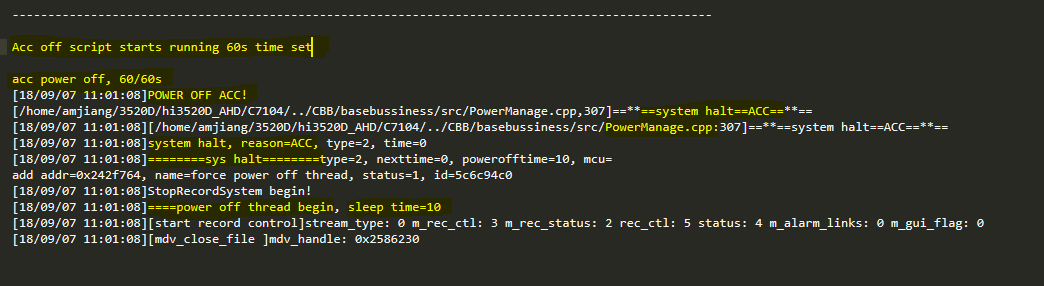 ----------------------------------------------------------------------------------------------
Acc off script starts running 60s time set
acc power off, 60/60s
[18/09/07 11:01:08]POWER OFF ACC!
[/home/amjiang/3520D/hi3520D_AHD/C7104/../CBB/basebussiness/src/PowerManage.cpp,307]==**==system halt==ACC==**==
[18/09/07 11:01:08][/home/amjiang/3520D/hi3520D_AHD/C7104/../CBB/basebussiness/src/PowerManage.cpp:307]==**==system halt==ACC==**==
[18/09/07 11:01:08]system halt, reason=ACC, type=2, time=0
[18/09/07 11:01:08]========sys halt========type=2, nexttime=0, powerofftime=10, mcu=
add addr=0x242f764, name=force power off thread, status=1, id=5c6c94c0
[18/09/07 11:01:08]StopRecordSystem begin!
[18/09/07 11:01:08]====power off thread begin, sleep time=10
[18/09/07 11:01:08][start record control]stream_type: 0 m_rec_ctl: 3 m_rec_status: 2 rec_ctl: 5 status: 4 m_alarm_links: 0 m_gui_flag: 0
[18/09/07 11:01:08][mdv_close_file ]mdv_handle: 0x2586230